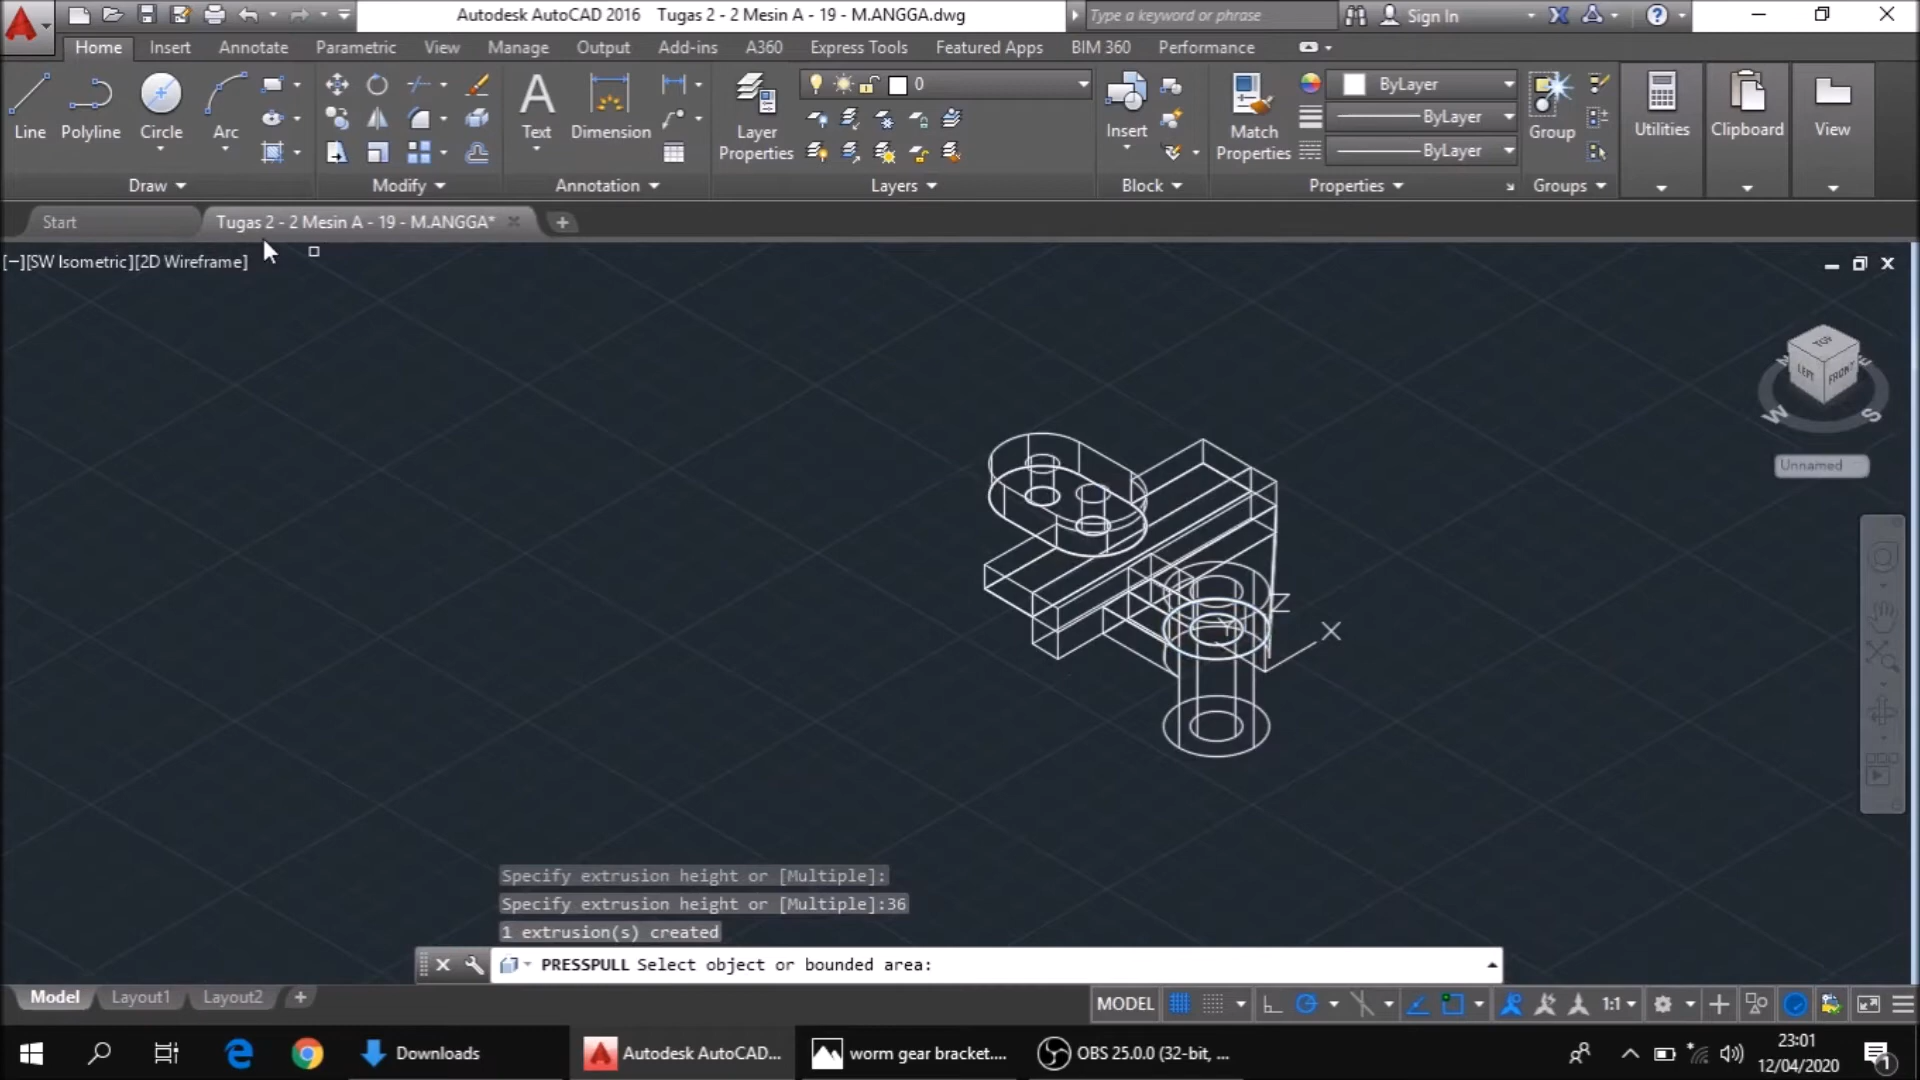 Autodesk AutoCAD 2016 Tugas 2 - 2 Mesin A - 19 - M.ANGGA.dwg
Type a keyword or phrase
Sign In
Home Insert Annotate Parametric View Manage Output Add-ins A360 Express Tools Featured Apps BIM 360 Performance
Line Polyline Circle Arc
Text Dimension
Layer Properties
0
Insert
Match Properties
ByLayer
ByLayer
ByLayer
Group
Utilities Clipboard View
Draw Modify Annotation Layers Block Properties Groups
Start Tugas 2 - 2 Mesin A - 19 - M.ANGGA*
[−][SW Isometric][2D Wireframe]
TOP
LEFT FRONT
N E
W S
Unnamed
Z
Y X
Specify extrusion height or [Multiple]:
Specify extrusion height or [Multiple]:36
1 extrusion(s) created
PRESSPULL Select object or bounded area:
Model Layout1 Layout2
MODEL 1:1
Downloads Autodesk AutoCAD... worm gear bracket.... OBS 25.0.0 (32-bit, ...
23:01
12/04/2020
1